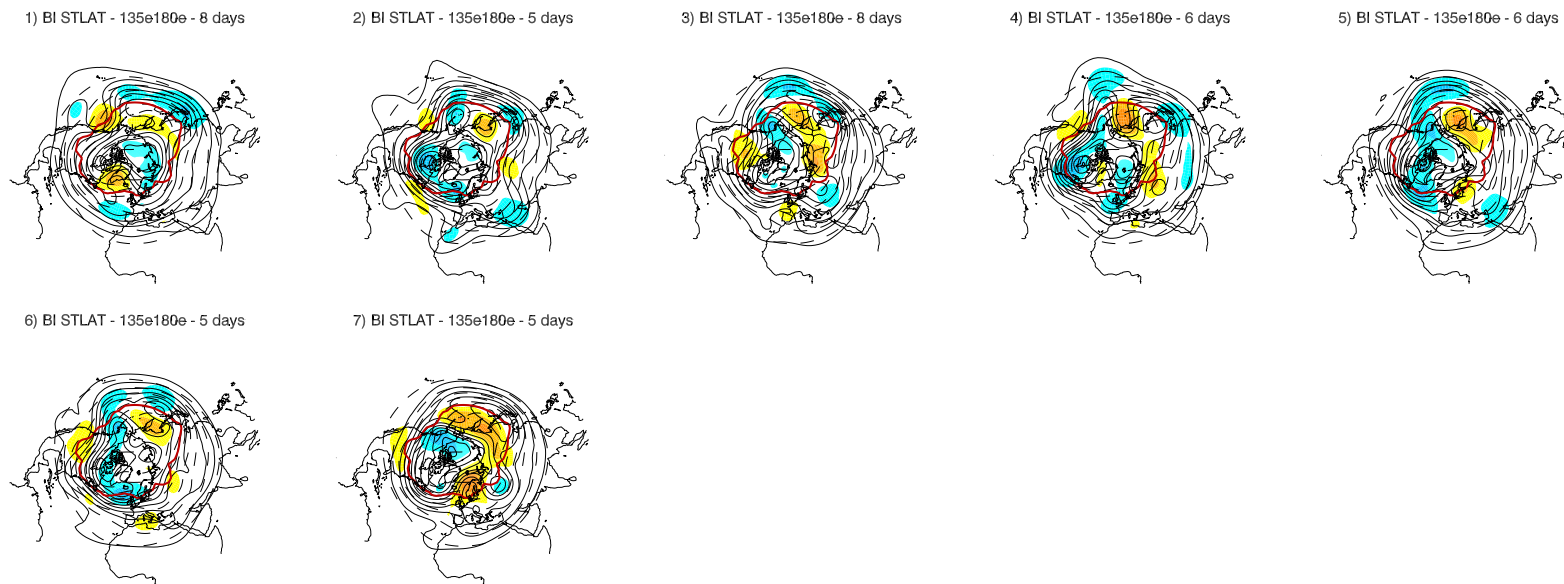 1) BI STLAT - 135e180e - 8 days
2) BI STLAT - 135e180e - 5 days
3) BI STLAT - 135e180e - 8 days
4) BI STLAT - 135e180e - 6 days
5) BI STLAT - 135e180e - 6 days
6) BI STLAT - 135e180e - 5 days
7) BI STLAT - 135e180e - 5 days